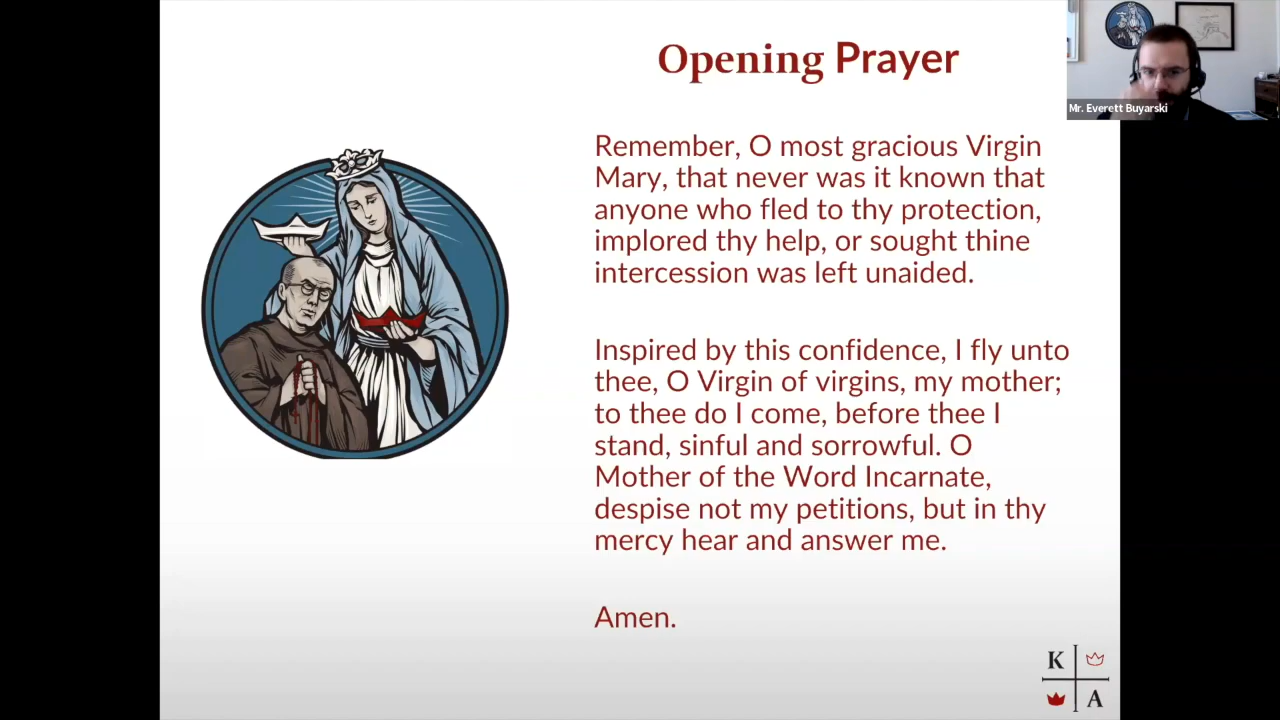 Opening Prayer
Mr. Everett Buyarski
Remember, O most gracious Virgin
Mary, that never was it known that
anyone who fled to thy protection,
implored thy help, or sought thine
intercession was left unaided.
Inspired by this confidence, I fly unto
thee, O Virgin of virgins, my mother;
to thee do I come, before thee I
stand, sinful and sorrowful. O
Mother of the Word Incarnate,
despise not my petitions, but in thy
mercy hear and answer me.
Amen.
K
A